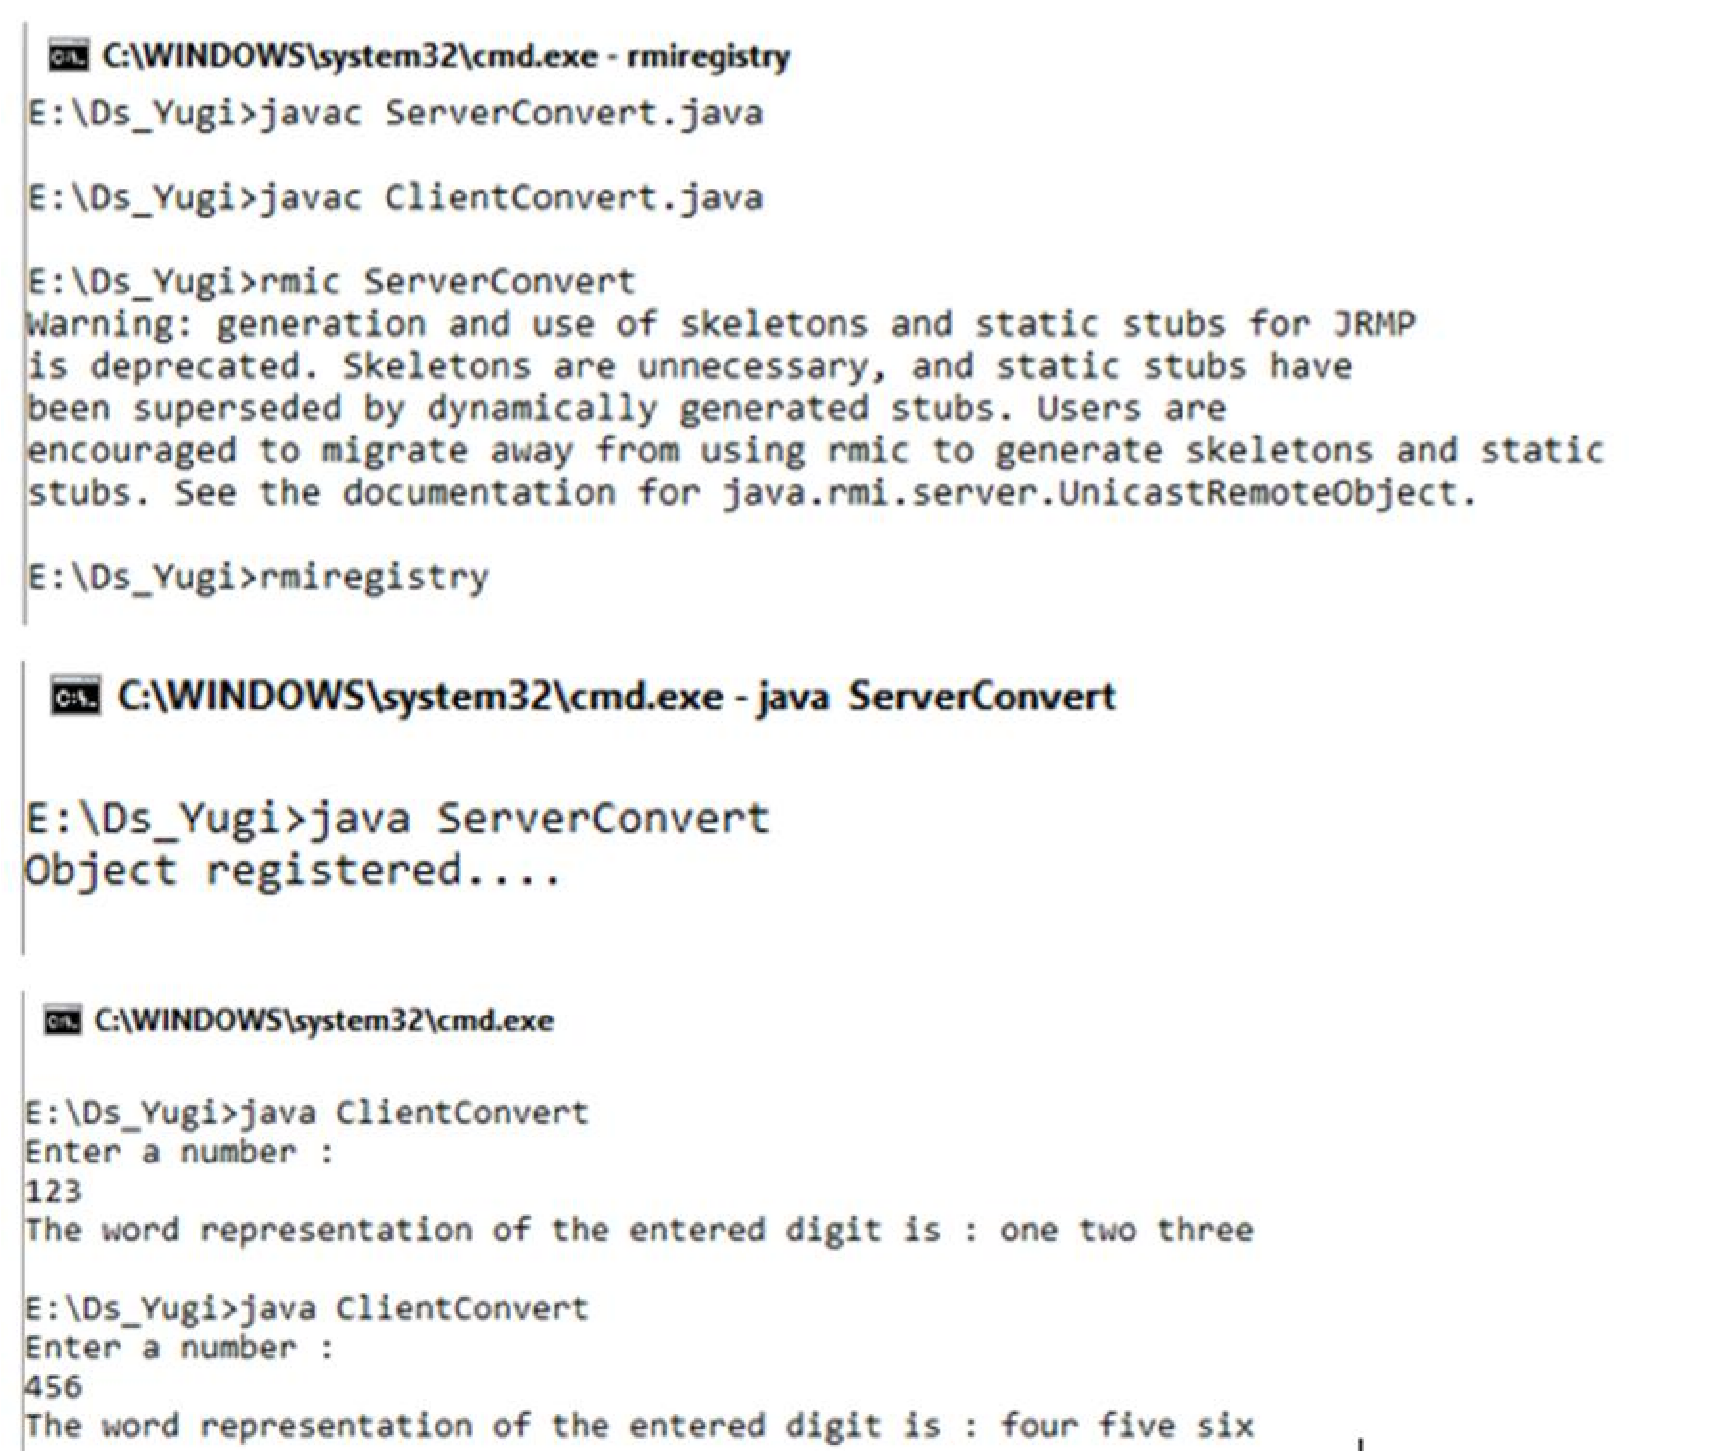 C:\WINDOWS\system32\cmd.exe - rmiregistry
E:\Ds_Yugi>javac ServerConvert.java
E:\Ds_Yugi>javac ClientConvert.java
E:\Ds_Yugi>rmic ServerConvert
Warning: generation and use of skeletons and static stubs for JRMP
is deprecated. Skeletons are unnecessary, and static stubs have
been superseded by dynamically generated stubs. Users are
encouraged to migrate away from using rmic to generate skeletons and static
stubs. See the documentation for java.rmi.server.UnicastRemoteObject.
E:\Ds_Yugi>rmiregistry
C:\WINDOWS\system32\cmd.exe - java  ServerConvert
E:\Ds_Yugi>java ServerConvert
Object registered....
C:\WINDOWS\system32\cmd.exe
E:\Ds_Yugi>java ClientConvert
Enter a number :
123
The word representation of the entered digit is : one two three
E:\Ds_Yugi>java ClientConvert
Enter a number :
456
The word representation of the entered digit is : four five six